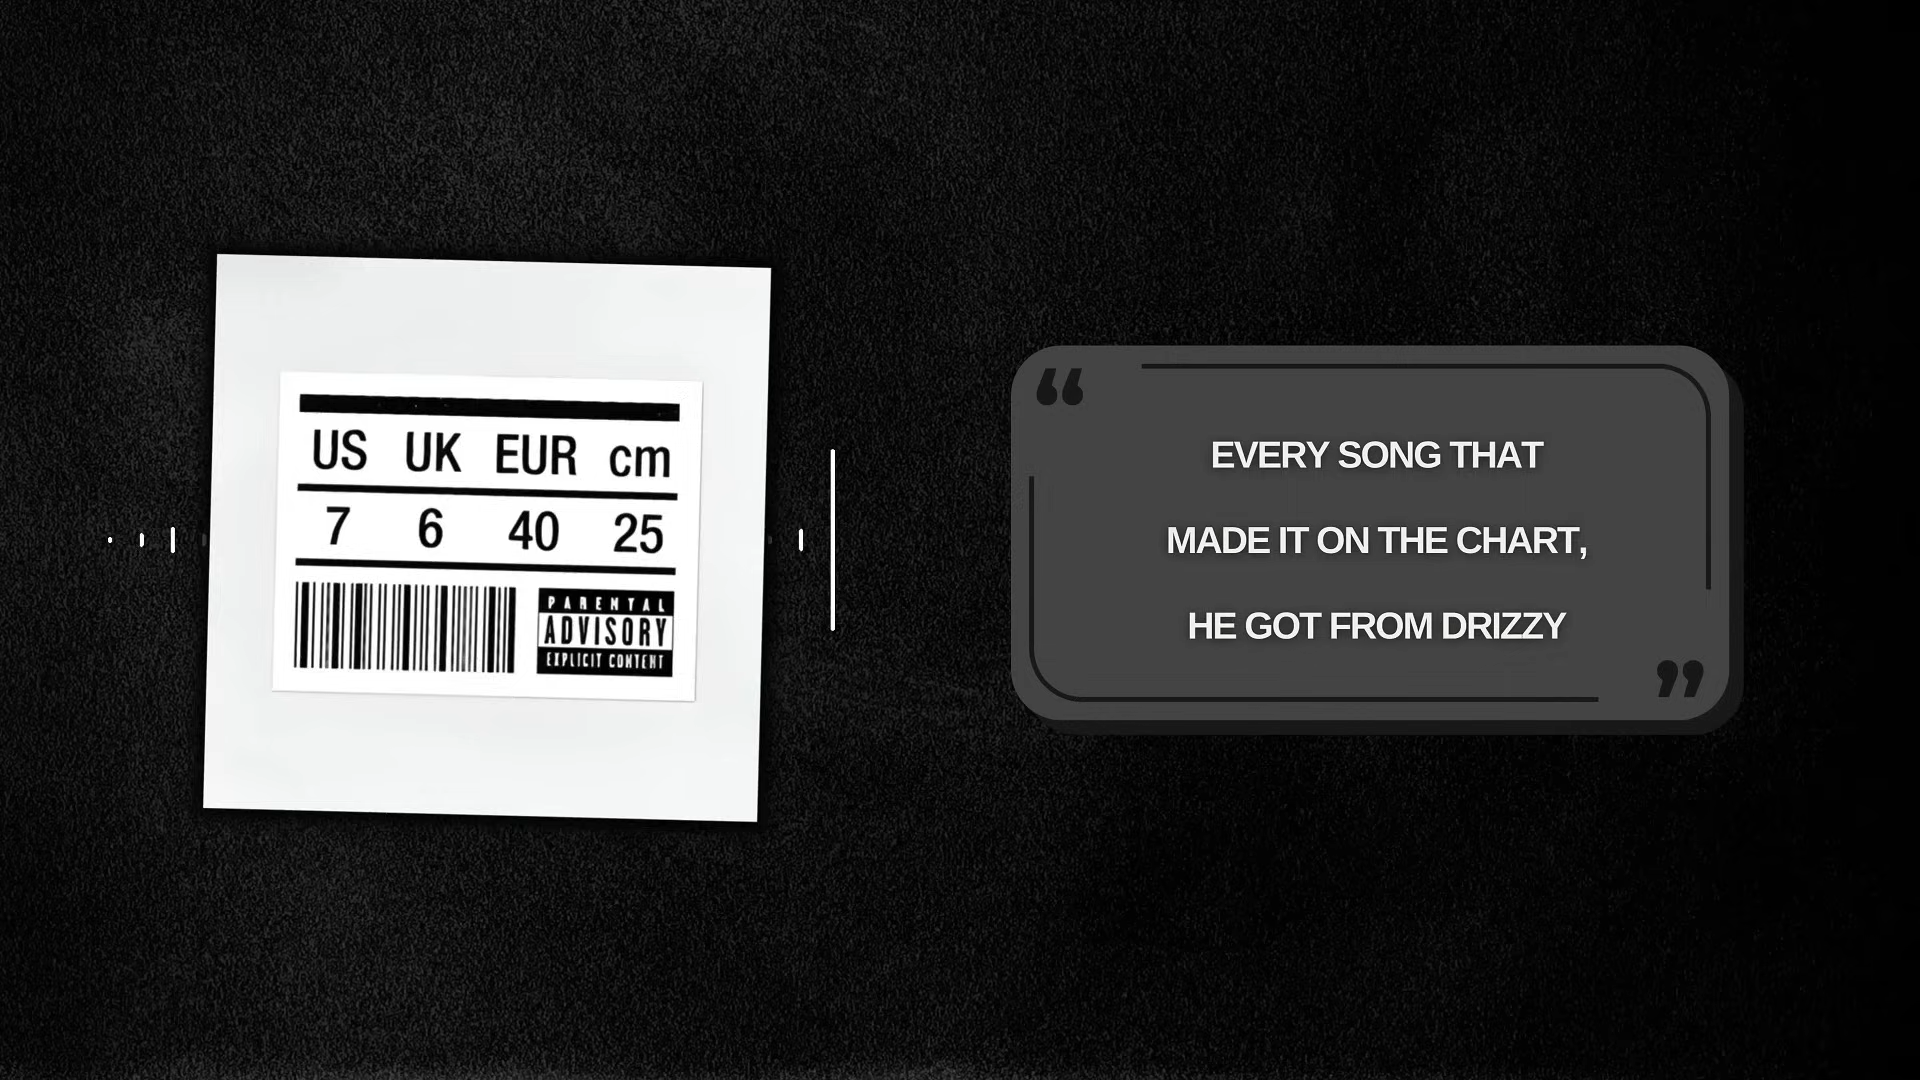 US UK EUR cm
7 6 40 25
PARENTAL
ADVISORY
EXPLICIT CONTENT
“
EVERY SONG THAT
MADE IT ON THE CHART,
HE GOT FROM DRIZZY
”